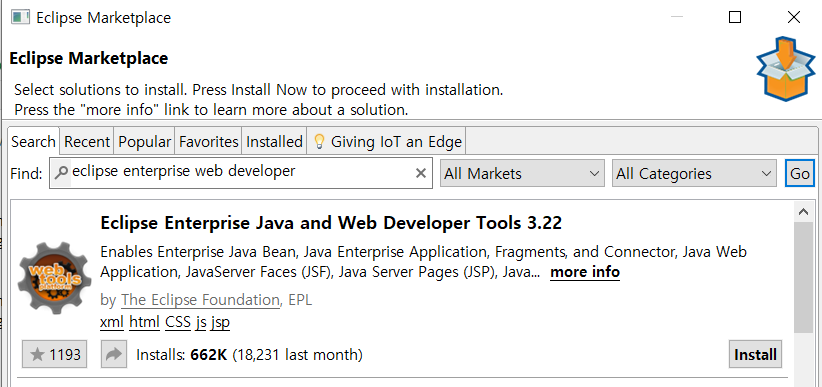 Eclipse Marketplace
Eclipse Marketplace
Select solutions to install. Press Install Now to proceed with installation.
Press the "more info" link to learn more about a solution.
Search Recent Popular Favorites Installed Giving IoT an Edge
Find: eclipse enterprise web developer All Markets All Categories Go
Eclipse Enterprise Java and Web Developer Tools 3.22
Enables Enterprise Java Bean, Java Enterprise Application, Fragments, and Connector, Java Web
Application, JavaServer Faces (JSF), Java Server Pages (JSP), Java... more info
web
tools
by The Eclipse Foundation, EPL
xml html CSS js jsp
1193 Installs: 662K (18,231 last month) Install